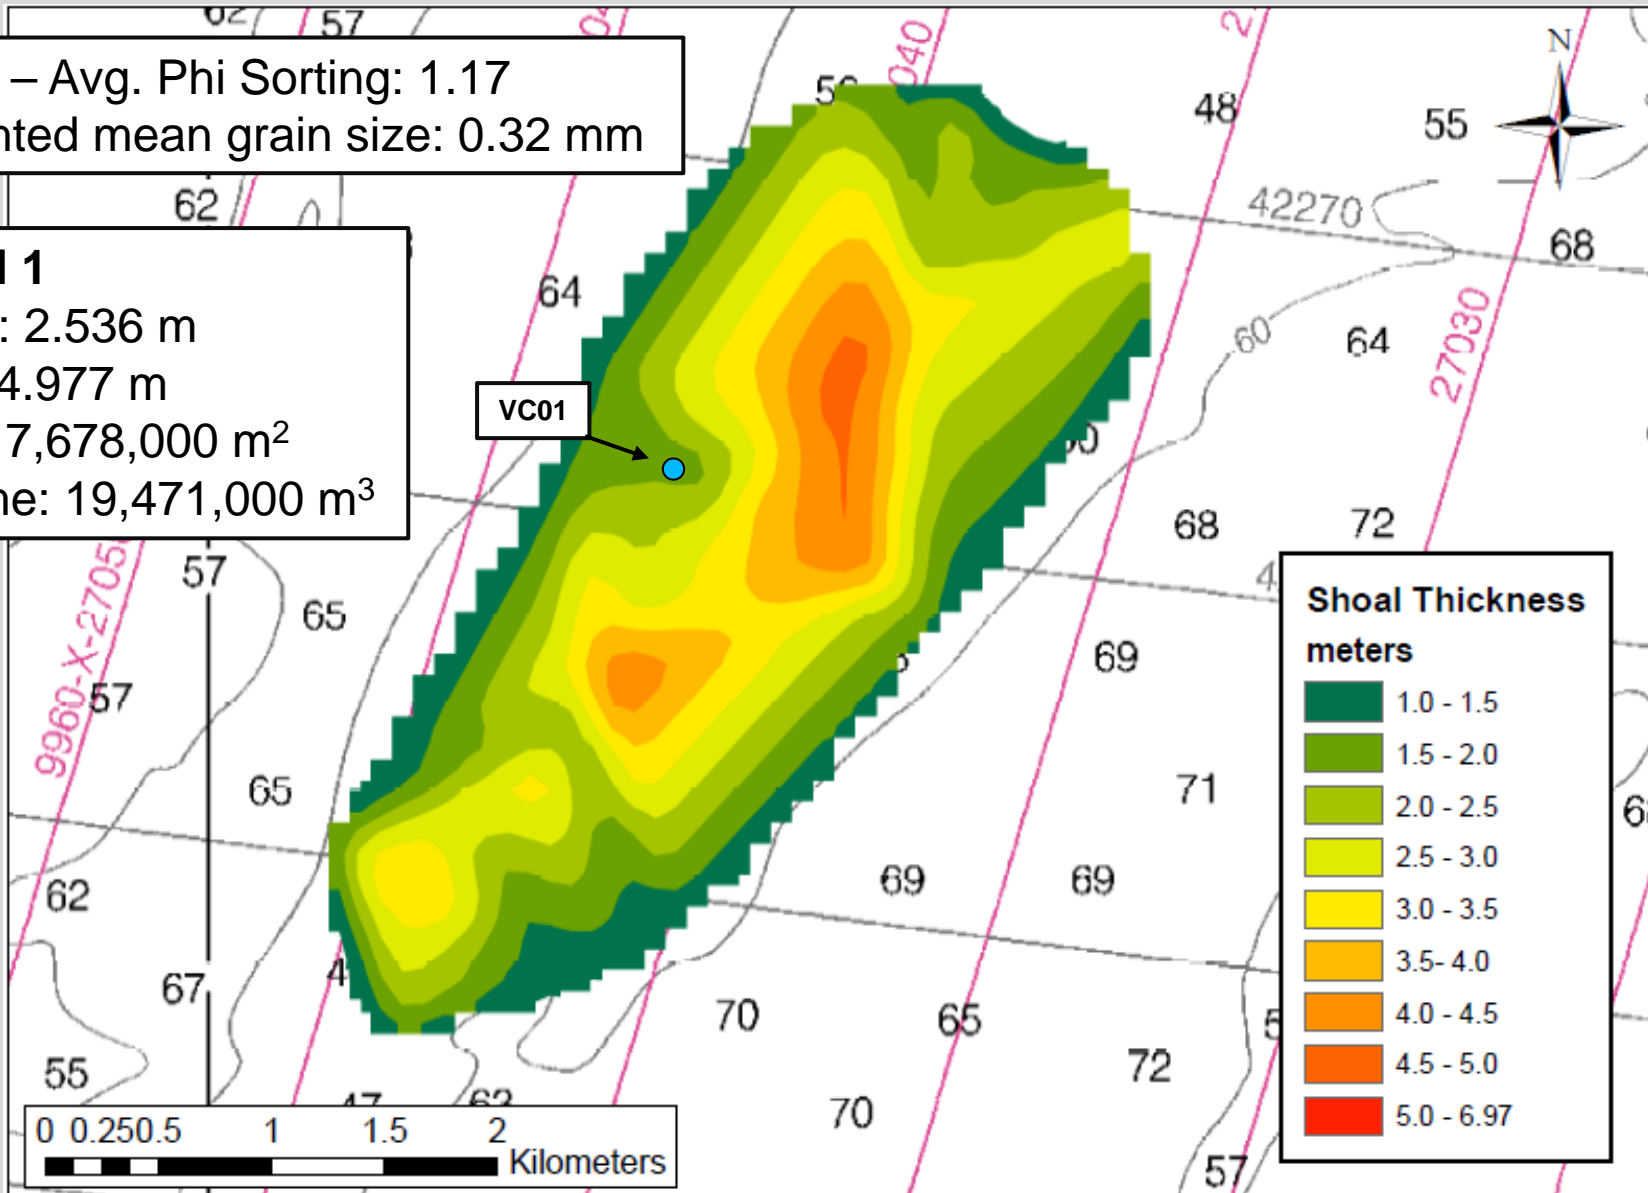 62
57
– Avg. Phi Sorting: 1.17
mean grain size: 0.32 mm
040
48
55
N
62
42270
68
1
: 2.536 m
4.977 m
7,678,000 m²
: 19,471,000 m³
64
60
64
27030
VC01
68
72
57
65
9960-X-2705
57
69
65
71
62
69
69
67
70
65
72
55
70
57
Shoal Thickness
meters
1.0 - 1.5
1.5 - 2.0
2.0 - 2.5
2.5 - 3.0
3.0 - 3.5
3.5- 4.0
4.0 - 4.5
4.5 - 5.0
5.0 - 6.97
0 0.25 0.5 1 1.5 2
Kilometers